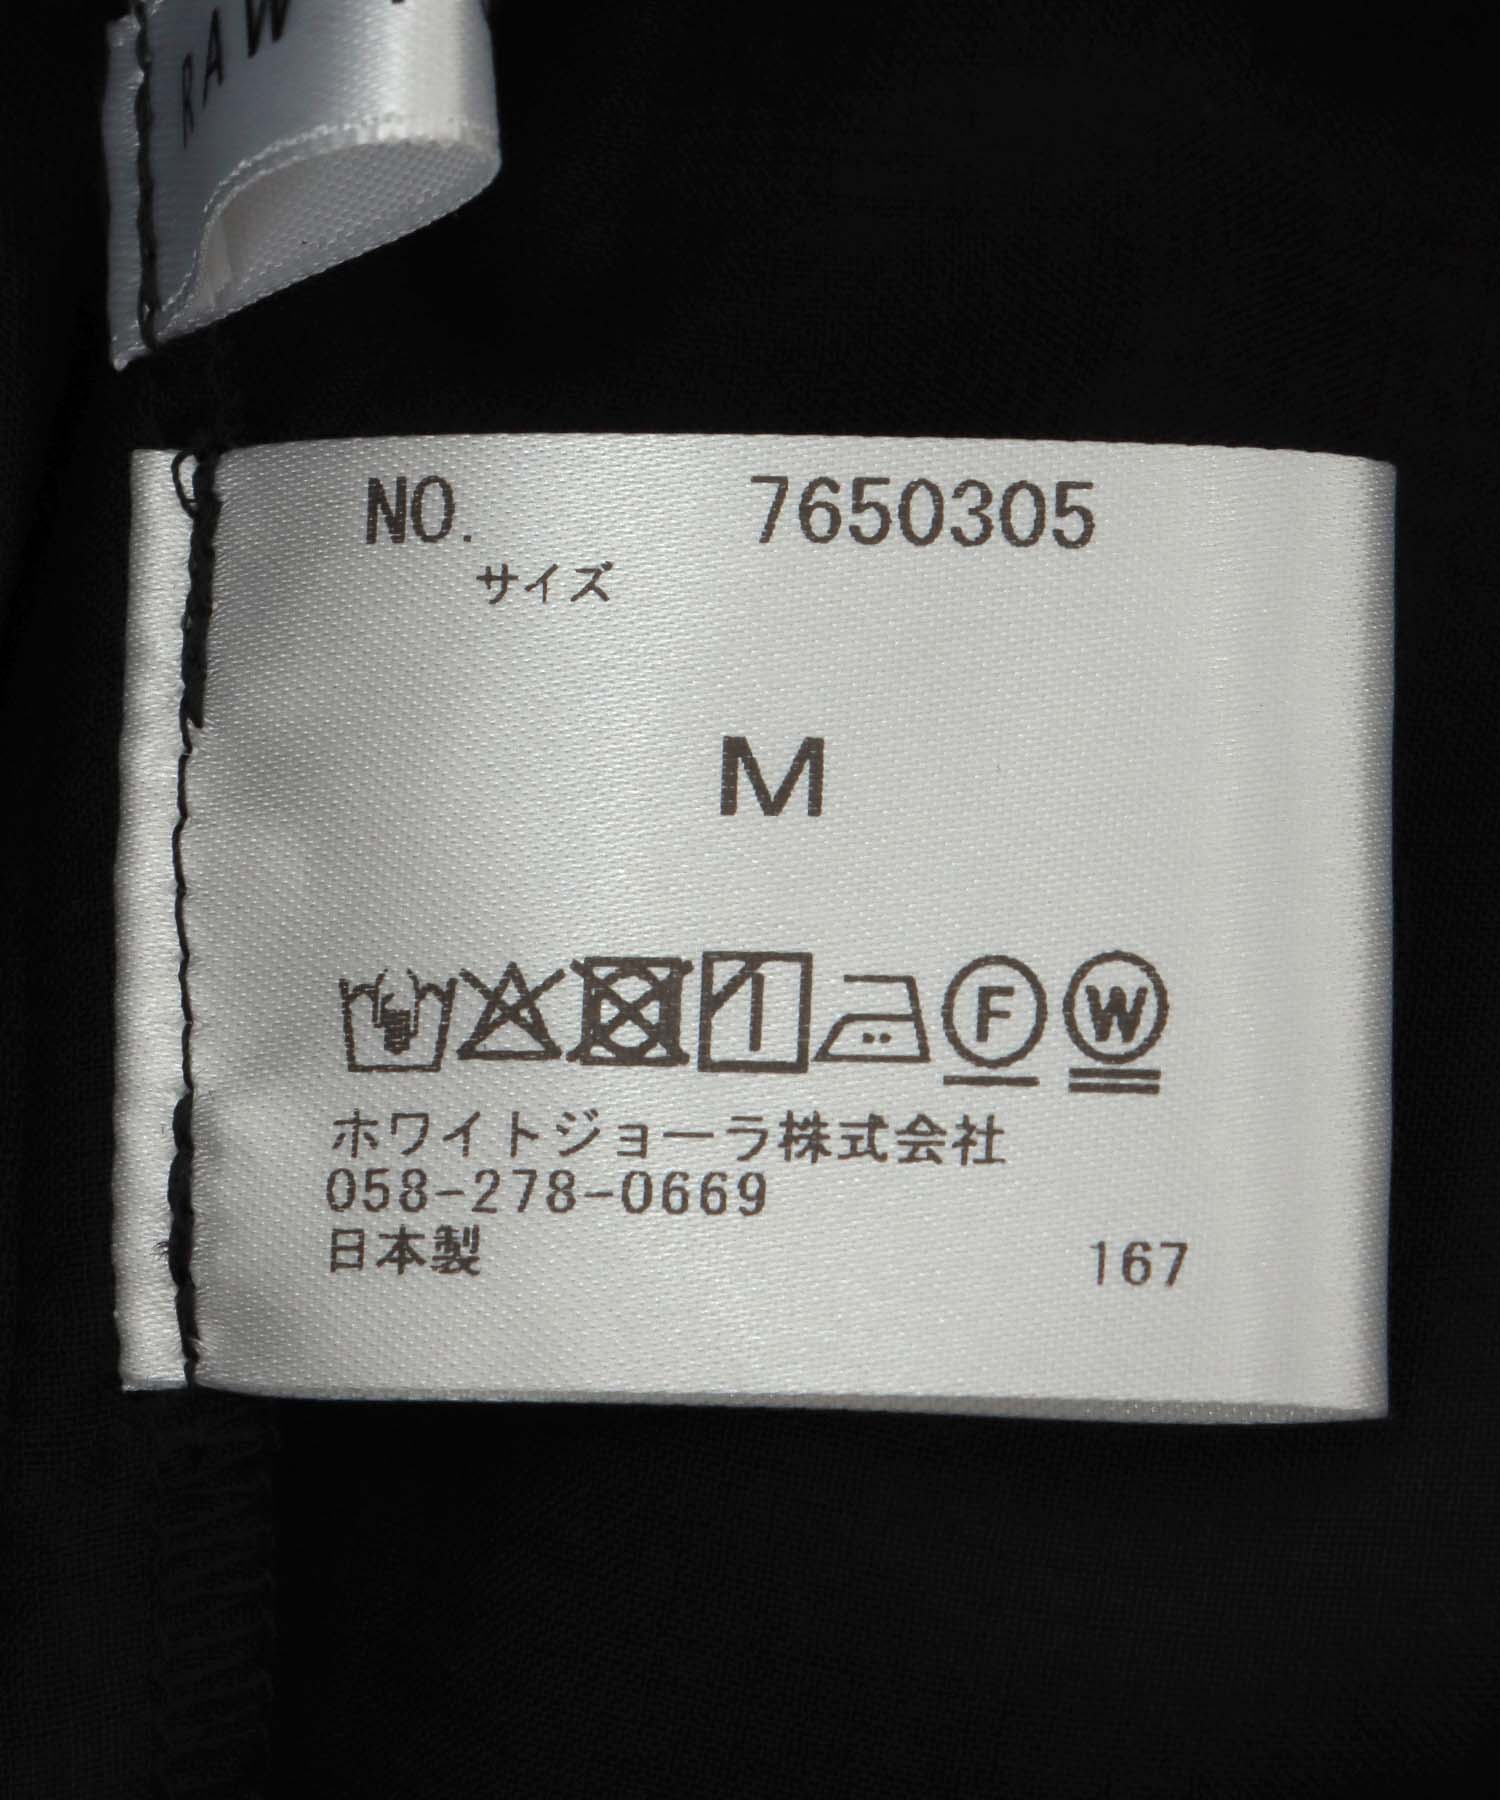 RAW
NO. 7650305
サイズ
M
F W
ホワイトジョーラ株式会社
058-278-0669
日本製 167